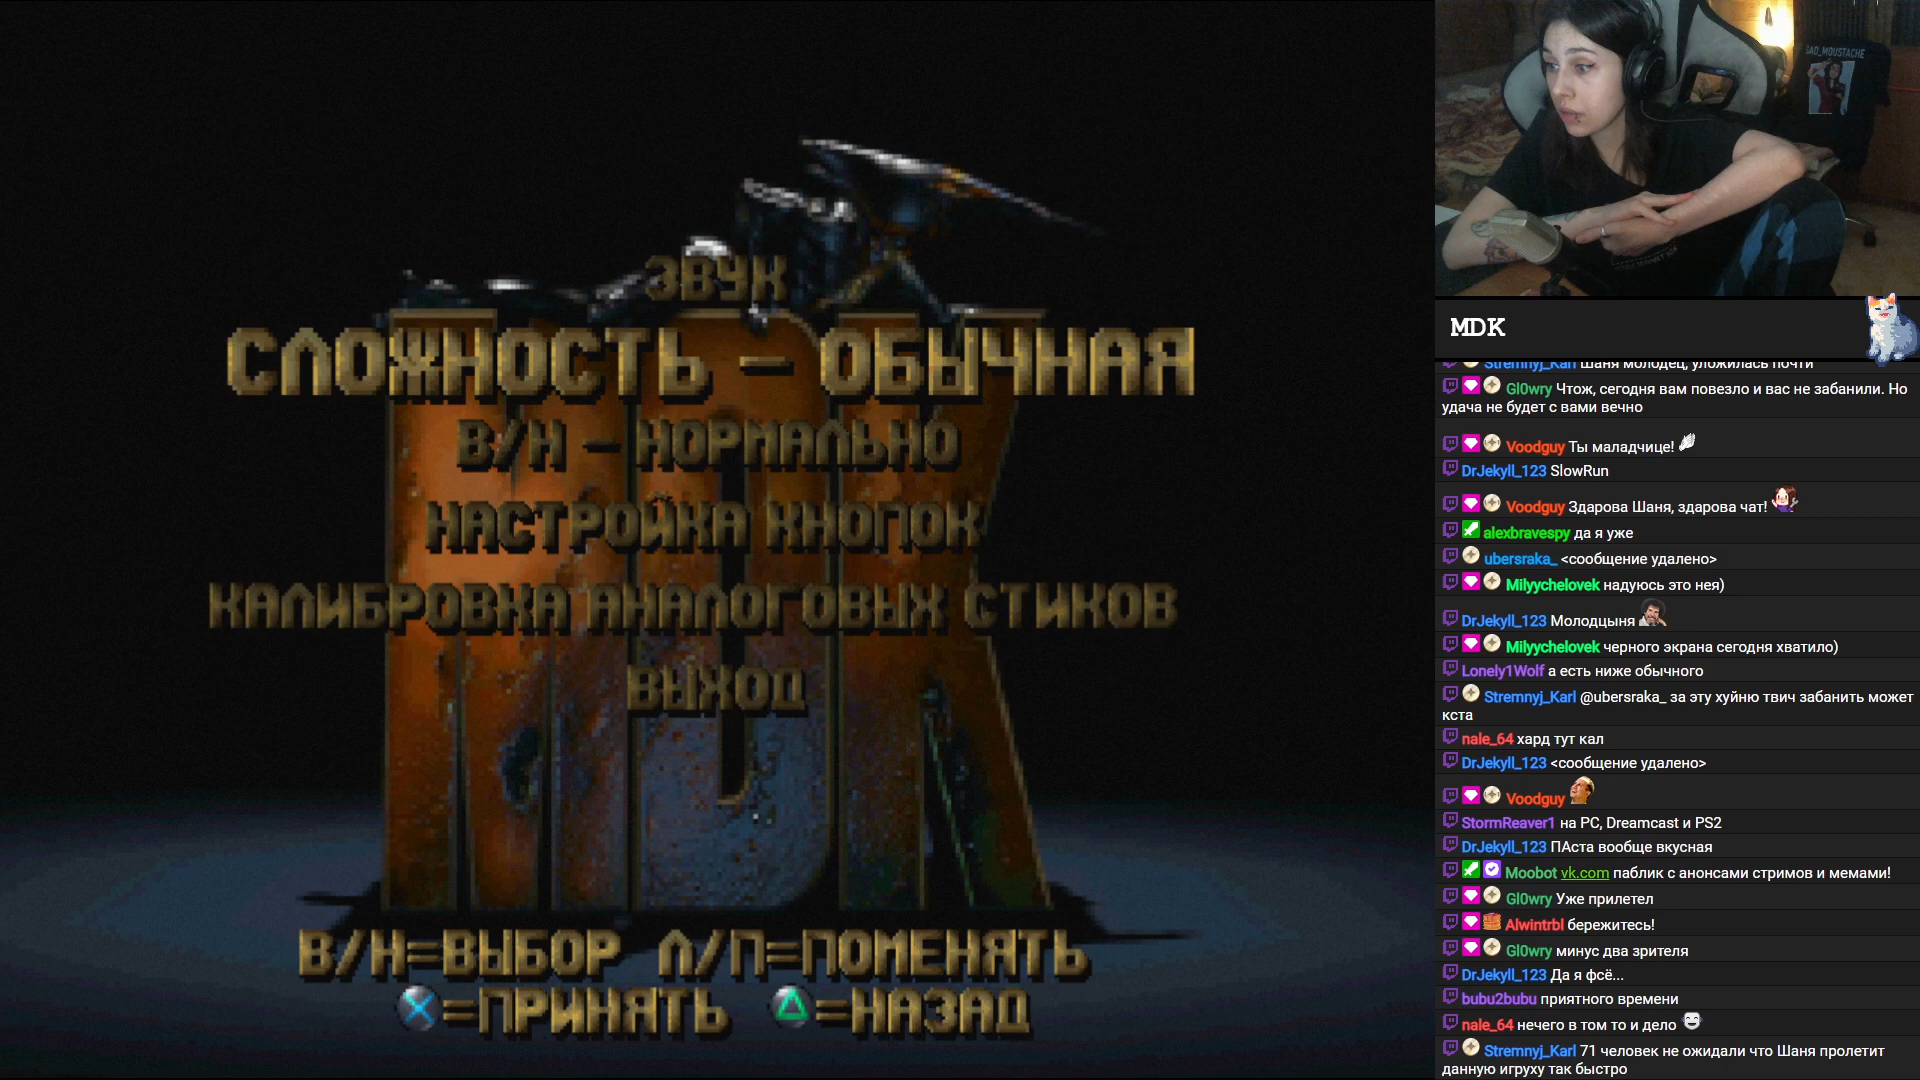 ЗВУК
СЛОЖНОСТЬ – ОБЫЧНАЯ
В/Н – НОРМАЛЬНО
НАСТРОЙКА КНОПОК
КАЛИБРОВКА АНАЛОГОВЫХ СТИКОВ
ВЫХОД
В/Н=ВЫБОР Л/П=ПОМЕНЯТЬ
=ПРИНЯТЬ =НАЗАД
MOUSTACHE
MDK
Stremnyj_Karl Шаня молодец, уложилась почти
Gl0wry Чтож, сегодня вам повезло и вас не забанили. Но
удача не будет с вами вечно
Voodguy Ты маладчице!
DrJekyll_123 SlowRun
Voodguy Здарова Шаня, здарова чат!
alexbravespy да я уже
ubersraka_ <сообщение удалено>
Milyychelovek надуюсь это нея)
DrJekyll_123 Молодцыня
Milyychelovek черного экрана сегодня хватило)
Lonely1Wolf а есть ниже обычного
Stremnyj_Karl @ubersraka_ за эту хуйню твич забанить может
кста
nale_64 хард тут кал
DrJekyll_123 <сообщение удалено>
Voodguy
StormReaver1 на PC, Dreamcast и PS2
DrJekyll_123 ПАста вообще вкусная
Moobot vk.com паблик с анонсами стримов и мемами!
Gl0wry Уже прилетел
Alwintrbl бережитесь!
Gl0wry минус два зрителя
DrJekyll_123 Да я фсё...
bubu2bubu приятного времени
nale_64 нечего в том то и дело
Stremnyj_Karl 71 человек не ожидали что Шаня пролетит
данную игруху так быстро